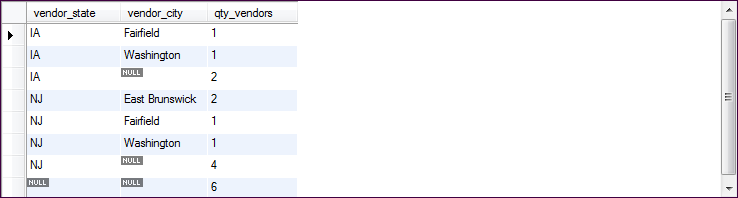 vendor_state vendor_city qty_vendors
IA Fairfield 1
IA Washington 1
IA NULL 2
NJ East Brunswick 2
NJ Fairfield 1
NJ Washington 1
NJ NULL 4
NULL NULL 6